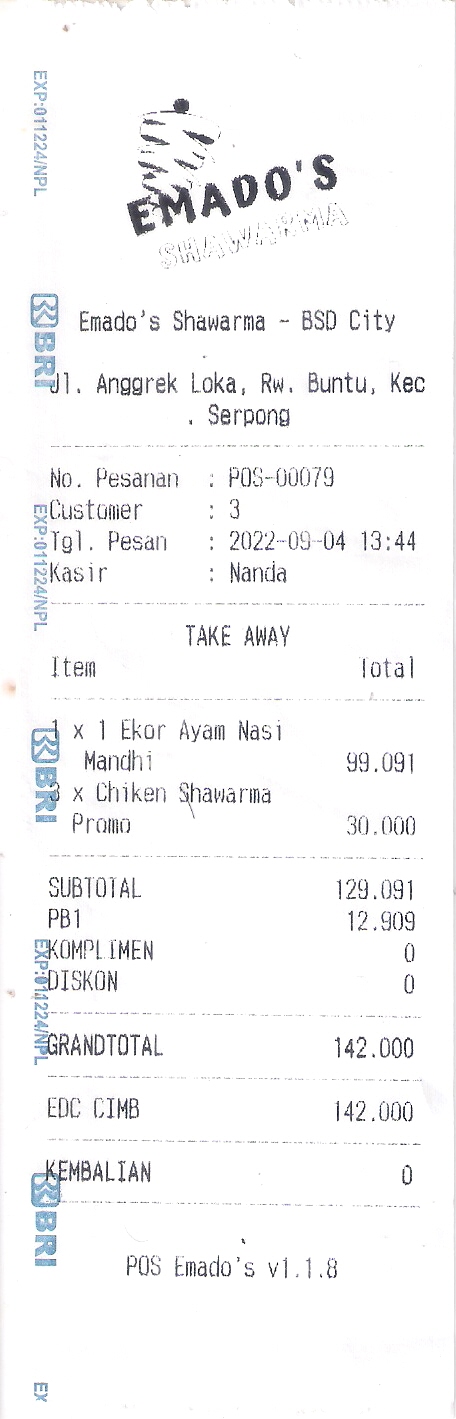 EMADO'S
SHAWARMA
Emado's Shawarma - BSD City
Jl. Anggrek Loka, Rw. Buntu, Kec
. Serpong
No. Pesanan : POS-00079
Customer : 3
Tgl. Pesan : 2022-09-04 13:44
Kasir : Nanda
TAKE AWAY
Item Total
1 x 1 Ekor Ayam Nasi
Mandhi 99.091
3 x Chiken Shawarma
Promo 30.000
SUBTOTAL 129.091
PB1 12.909
KOMPLIMEN 0
DISKON 0
GRANDTOTAL 142.000
EDC CIMB 142.000
KEMBALIAN 0
POS Emado's v1.1.8
EXP:011224/NPL
BRI
EXP:011224/NPL
BRI
EXP:011224/NPL
BRI
EX